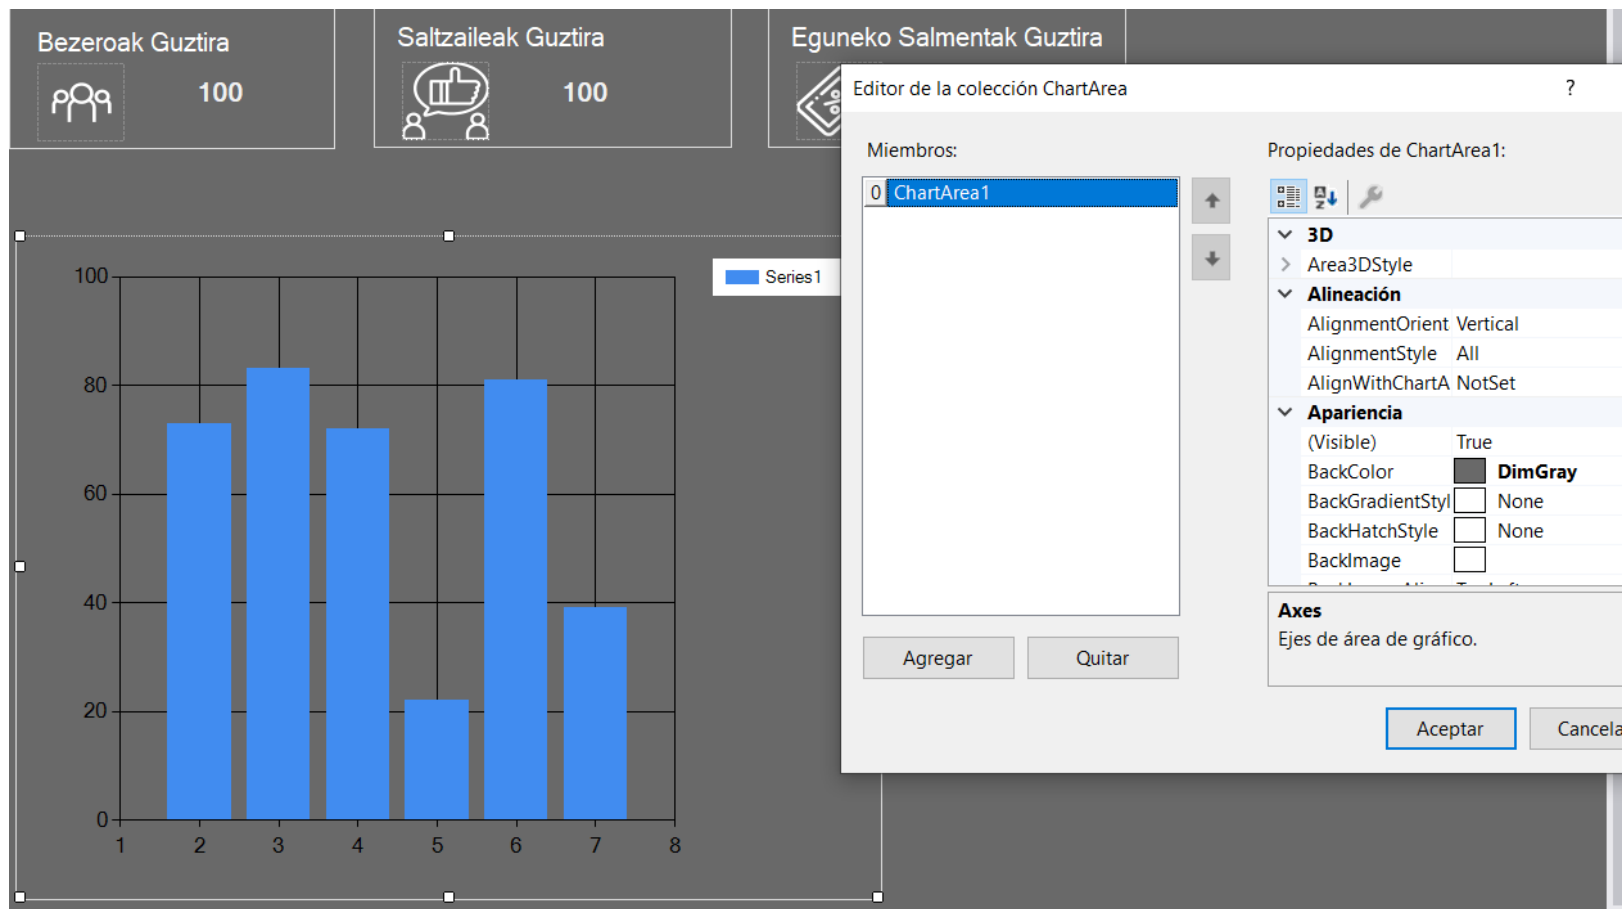 Bezeroak Guztira
100
Saltzaileak Guztira
100
Eguneko Salmentak Guztira
Editor de la colección ChartArea
?
Miembros:
0 ChartArea1
Agregar
Quitar
Propiedades de ChartArea1:
3D
Area3DStyle
Alineación
AlignmentOrient Vertical
AlignmentStyle All
AlignWithChartA NotSet
Apariencia
(Visible) True
BackColor DimGray
BackGradientStyl None
BackHatchStyle None
BackImage
Axes
Ejes de área de gráfico.
Aceptar
Cancela
Series1
100
80
60
40
20
0
1 2 3 4 5 6 7 8